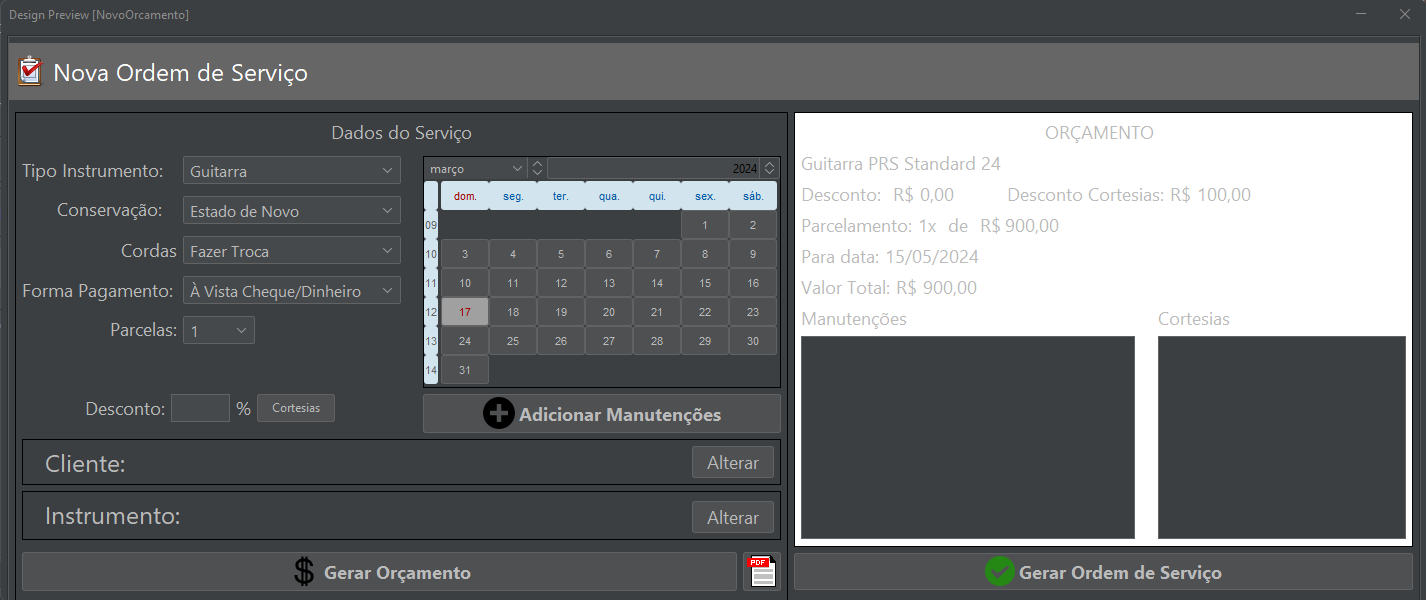 Design Preview [NovoOrcamento]
Nova Ordem de Serviço
Dados do Serviço
Tipo Instrumento: Guitarra
Conservação: Estado de Novo
Cordas Fazer Troca
Forma Pagamento: À Vista Cheque/Dinheiro
Parcelas: 1
Desconto: % Cortesias
março 2024
dom. seg. ter. qua. qui. sex. sáb.
09 1 2
10 3 4 5 6 7 8 9
11 10 11 12 13 14 15 16
12 17 18 19 20 21 22 23
13 24 25 26 27 28 29 30
14 31
Adicionar Manutenções
Cliente: Alterar
Instrumento: Alterar
$ Gerar Orçamento PDF
ORÇAMENTO
Guitarra PRS Standard 24
Desconto: R$ 0,00 Desconto Cortesias: R$ 100,00
Parcelamento: 1x de R$ 900,00
Para data: 15/05/2024
Valor Total: R$ 900,00
Manutenções Cortesias
Gerar Ordem de Serviço